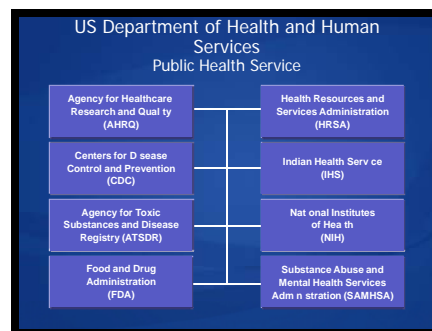 US Department of Health and Human
Services
Public Health Service
Agency for Healthcare
Research and Qual ty
(AHRQ)
Health Resources and
Services Administration
(HRSA)
Centers for D sease
Control and Prevention
(CDC)
Indian Health Serv ce
(IHS)
Agency for Toxic
Substances and Disease
Registry (ATSDR)
Nat onal Institutes
of Hea th
(NIH)
Food and Drug
Administration
(FDA)
Substance Abuse and
Mental Health Services
Adm n stration (SAMHSA)